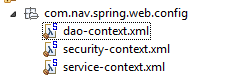 com.nav.spring.web.config
dao-context.xml
security-context.xml
service-context.xml